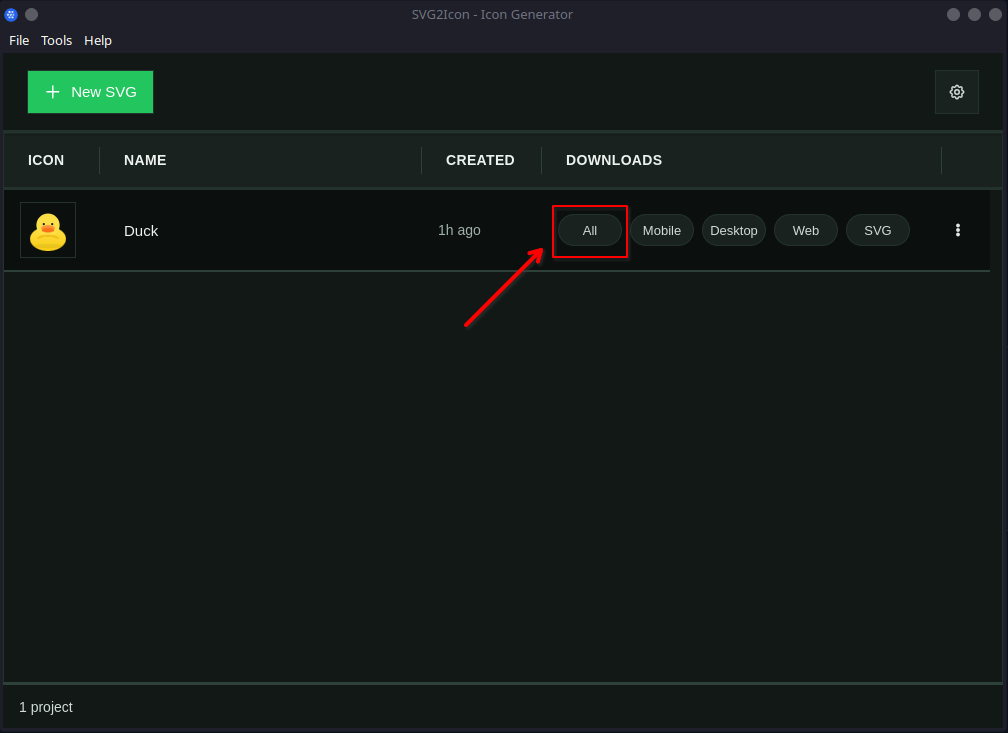 SVG2Icon - Icon Generator
File Tools Help
New SVG
ICON NAME CREATED DOWNLOADS
Duck 1h ago All Mobile Desktop Web SVG
1 project